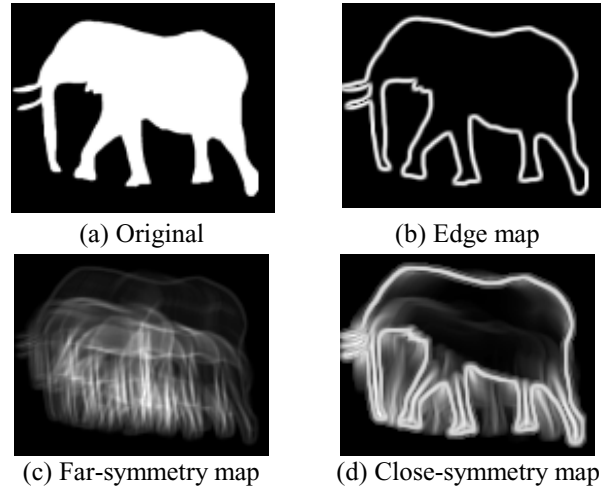 (a) Original
(b) Edge map
(c) Far-symmetry map
(d) Close-symmetry map